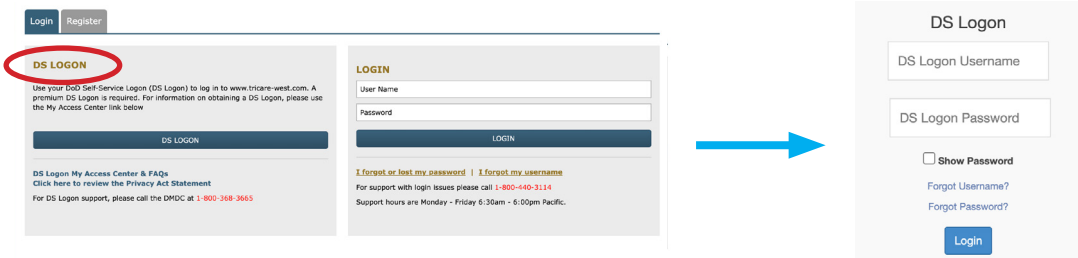 Login
Register
DS LOGON
Use your DoD Self-Service Logon (DS Logon) to log in to www.tricare-west.com. A
premium DS Logon is required. For information on obtaining a DS Logon, please use
the My Access Center link below
DS LOGON
DS Logon My Access Center & FAQs
Click here to review the Privacy Act Statement
For DS Logon support, please call the DMDC at 1-800-368-3665
LOGIN
User Name
Password
LOGIN
I forgot or lost my password | I forgot my username
For support with login issues please call 1-800-440-3114
Support hours are Monday - Friday 6:30am - 6:00pm Pacific.
DS Logon
DS Logon Username
DS Logon Password
Show Password
Forgot Username?
Forgot Password?
Login